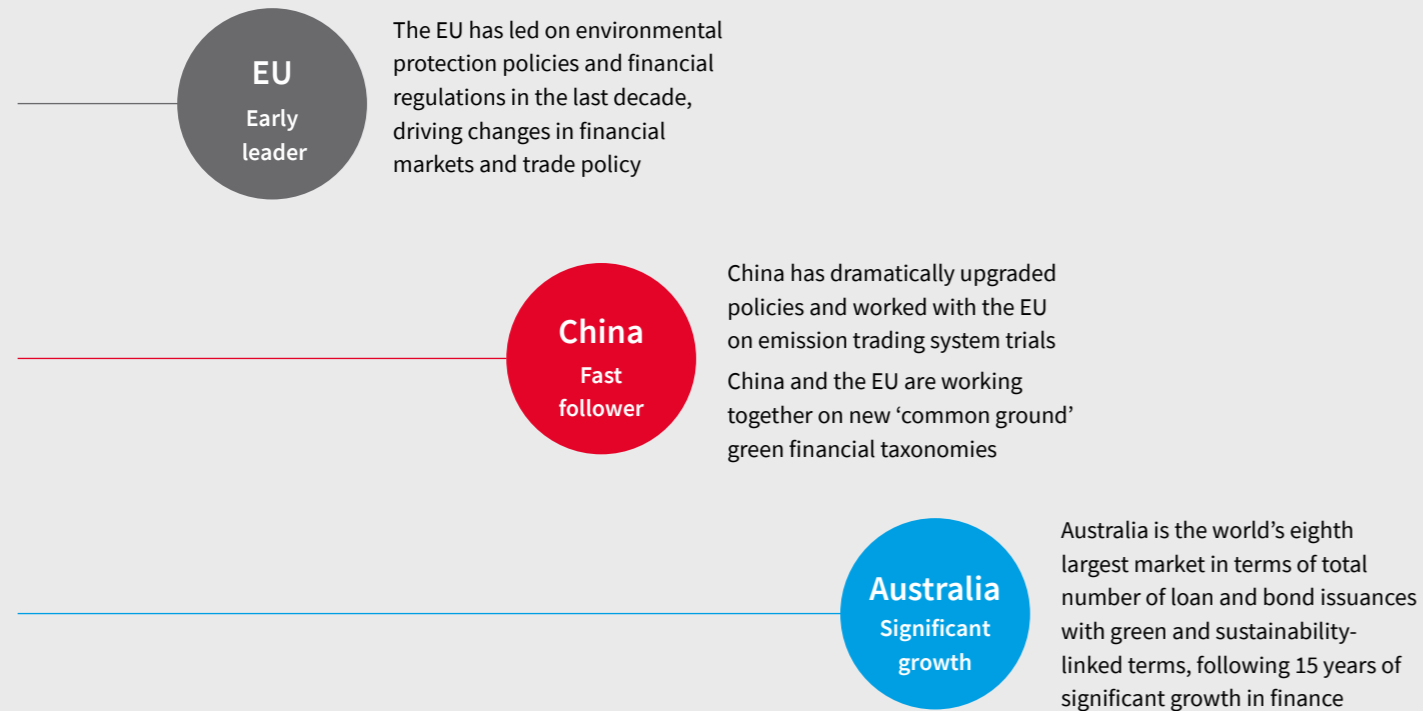 EU
Early
leader
The EU has led on environmental
protection policies and financial
regulations in the last decade,
driving changes in financial
markets and trade policy
China
Fast
follower
China has dramatically upgraded
policies and worked with the EU
on emission trading system trials
China and the EU are working
together on new ‘common ground’
green financial taxonomies
Australia
Significant
growth
Australia is the world’s eighth
largest market in terms of total
number of loan and bond issuances
with green and sustainability-
linked terms, following 15 years of
significant growth in finance